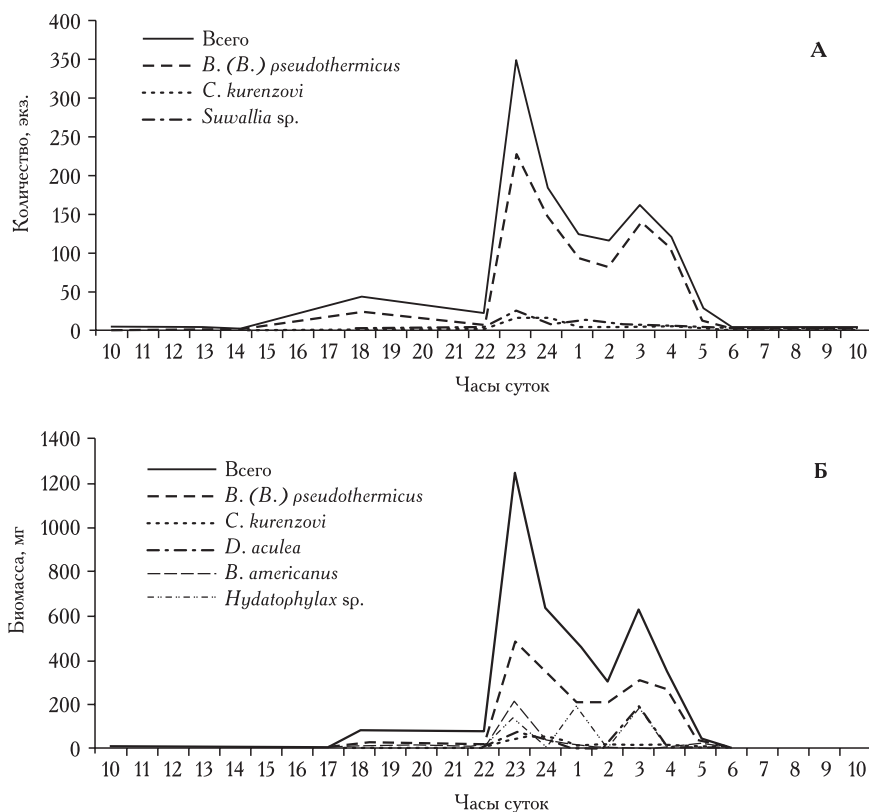 А
Количество, экз.
400
350
300
250
200
150
100
50
0
Всего
B. (B.) pseudothermicus
C. kurenzovi
Suwallia sp.
10 11 12 13 14 15 16 17 18 19 20 21 22 23 24 1 2 3 4 5 6 7 8 9 10
Часы суток
Б
Биомасса, мг
1400
1200
1000
800
600
400
200
0
Всего
B. (B.) pseudothermicus
C. kurenzovi
D. aculea
B. americanus
Hydatophylax sp.
10 11 12 13 14 15 16 17 18 19 20 21 22 23 24 1 2 3 4 5 6 7 8 9 10
Часы суток